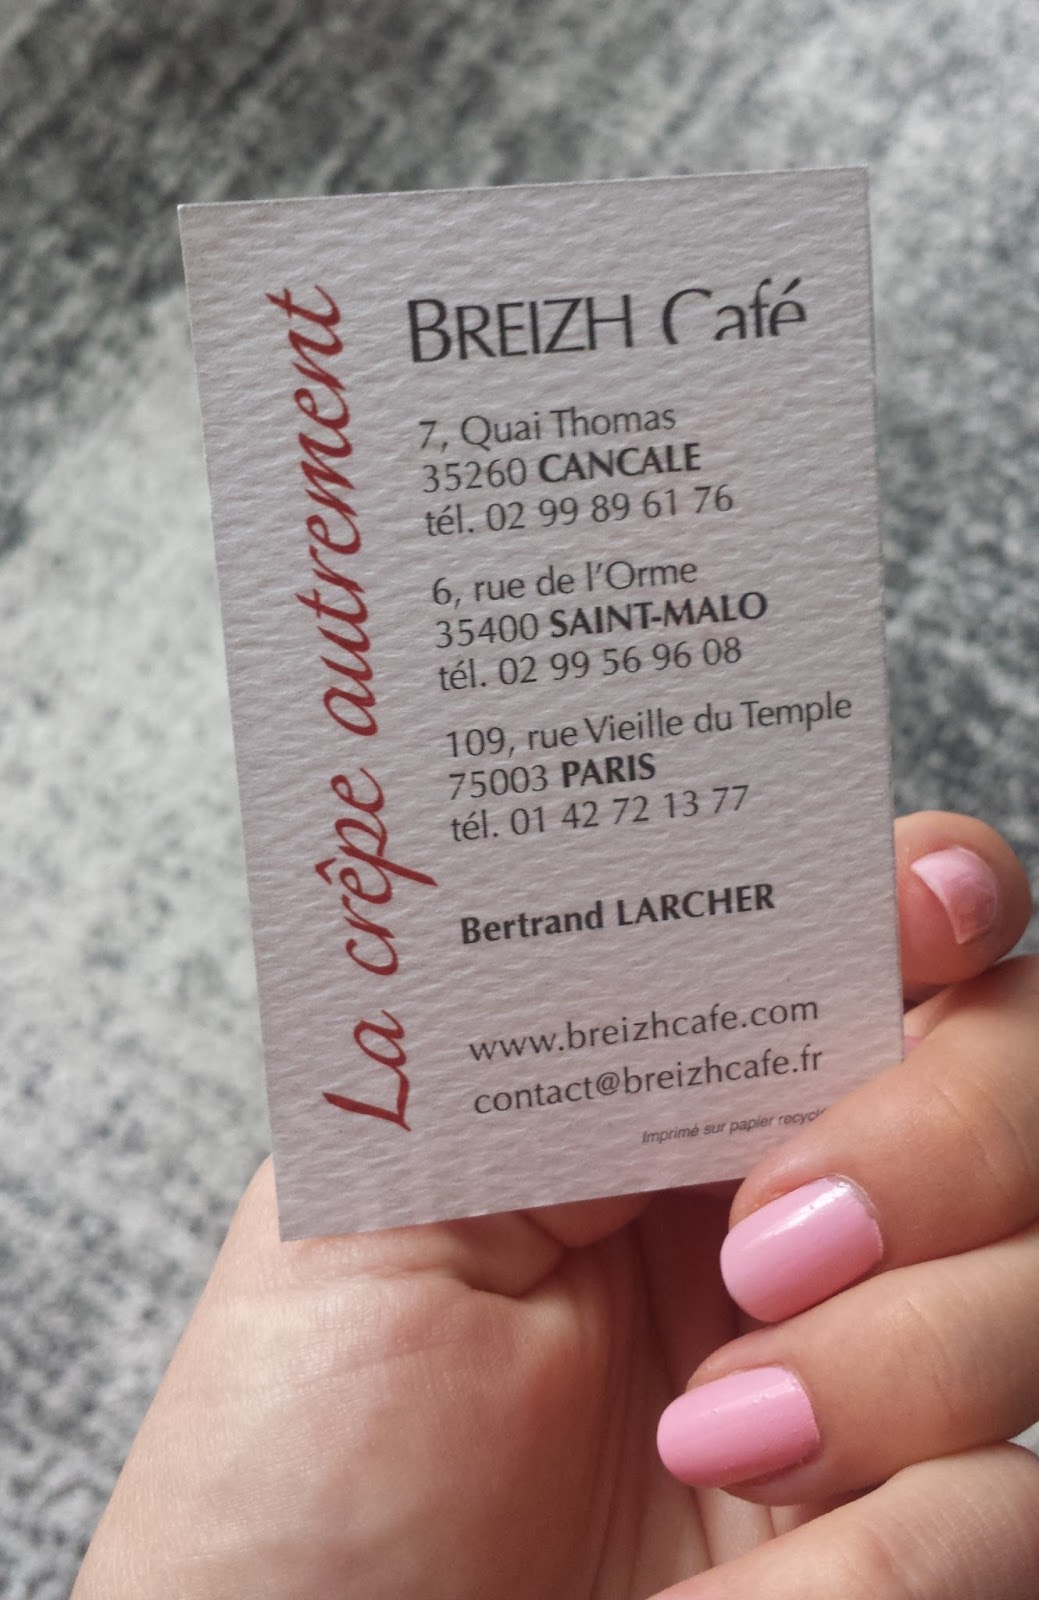 La crêpe autrement
BREIZH Café
7, Quai Thomas
35260 CANCALE
tél. 02 99 89 61 76
6, rue de l'Orme
35400 SAINT-MALO
tél. 02 99 56 96 08
109, rue Vieille du Temple
75003 PARIS
tél. 01 42 72 13 77
Bertrand LARCHER
www.breizhcafe.com
contact@breizhcafe.fr
Imprimé sur papier